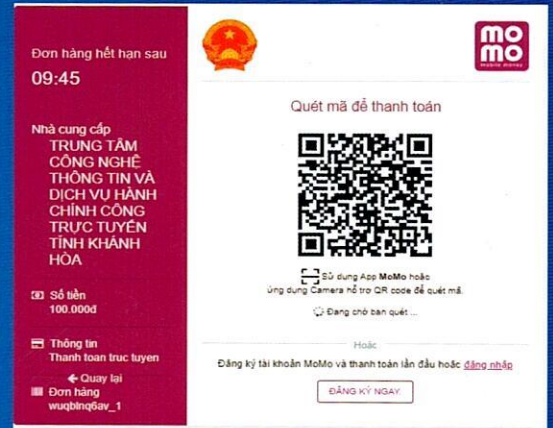 Đơn hàng hết hạn sau
09:45
Nhà cung cấp
TRUNG TÂM
CÔNG NGHỆ
THÔNG TIN VÀ
DỊCH VỤ HÀNH
CHÍNH CÔNG
TRỰC TUYẾN
TỈNH KHÁNH
HÒA
Số tiền
100.000đ
Thông tin
Thanh toan truc tuyen
Quay lại
Đơn hàng
wuqblnq6av_1
mo
mo
mobile money
Quét mã để thanh toán
Sử dụng App MoMo hoặc
ứng dụng Camera hỗ trợ QR code để quét mã.
Đang chờ bạn quét ...
Hoặc
Đăng ký tài khoản MoMo và thanh toán lần đầu hoặc đăng nhập
ĐĂNG KÝ NGAY